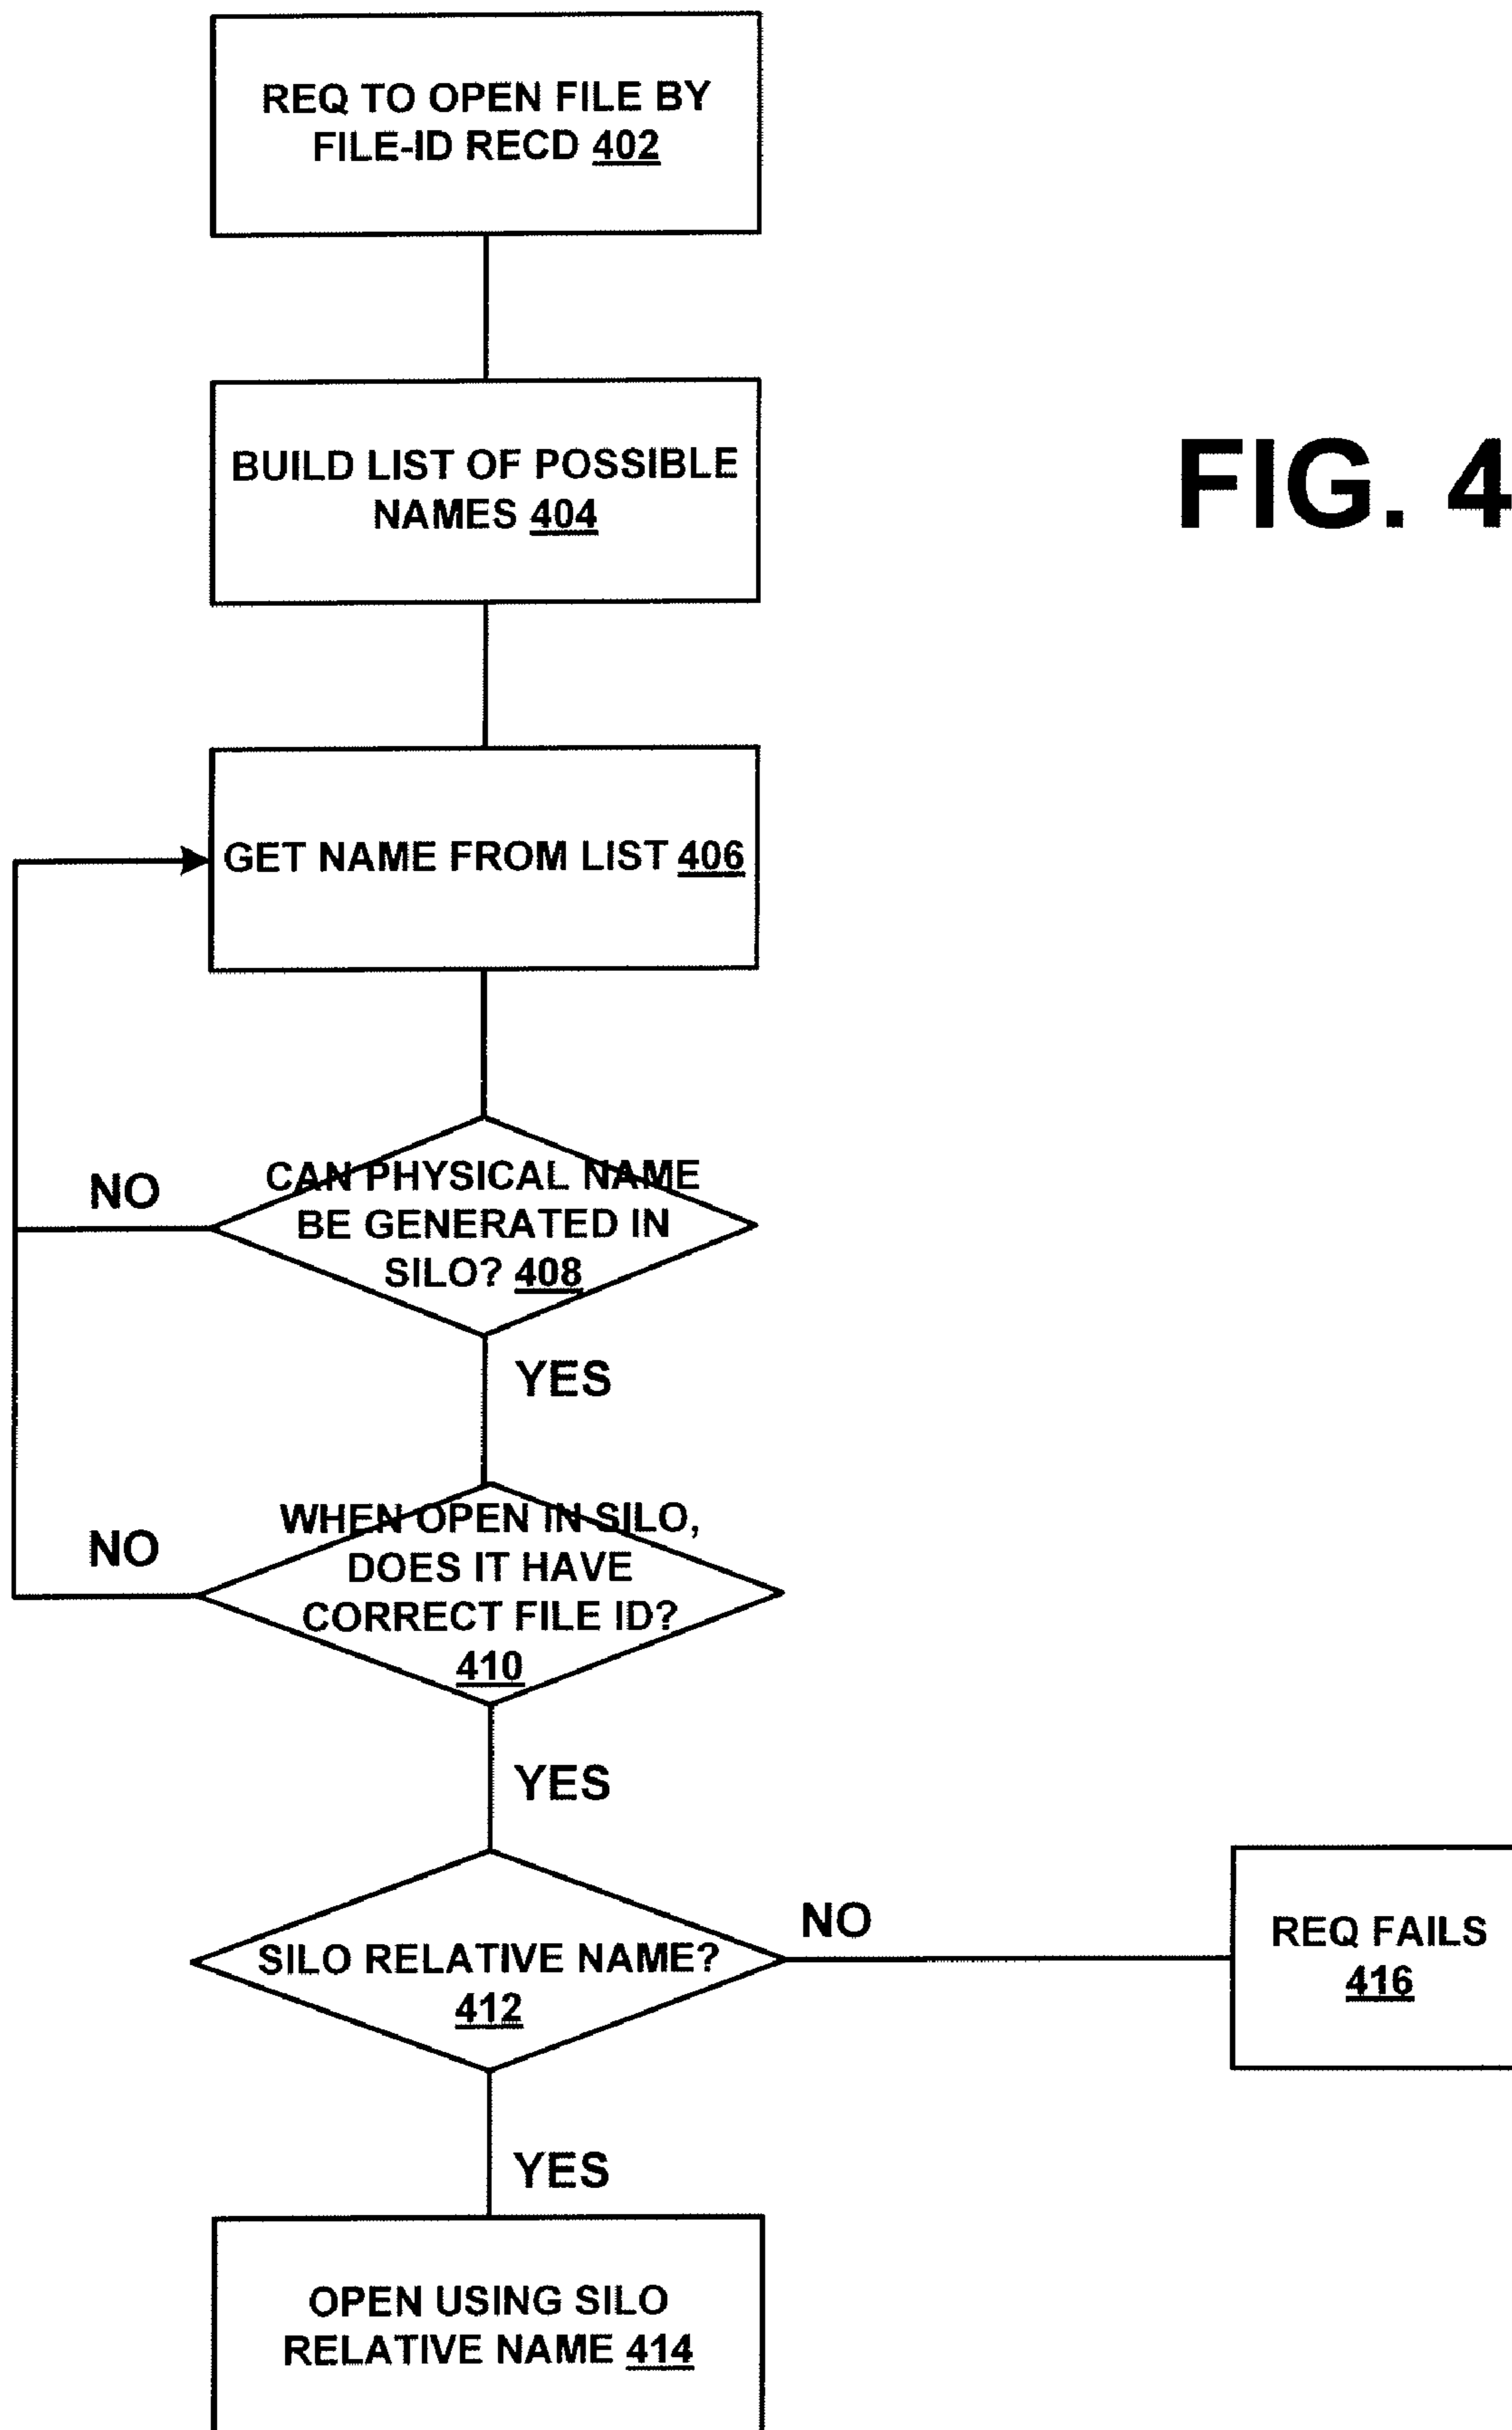 REQ TO OPEN FILE BY
FILE-ID RECD 402
BUILD LIST OF POSSIBLE
NAMES 404
FIG. 4
GET NAME FROM LIST 406
CAN PHYSICAL NAME
BE GENERATED IN
SILO? 408
NO
YES
WHEN OPEN IN SILO,
DOES IT HAVE
CORRECT FILE ID?
410
NO
YES
SILO RELATIVE NAME?
412
NO
REQ FAILS
416
YES
OPEN USING SILO
RELATIVE NAME 414